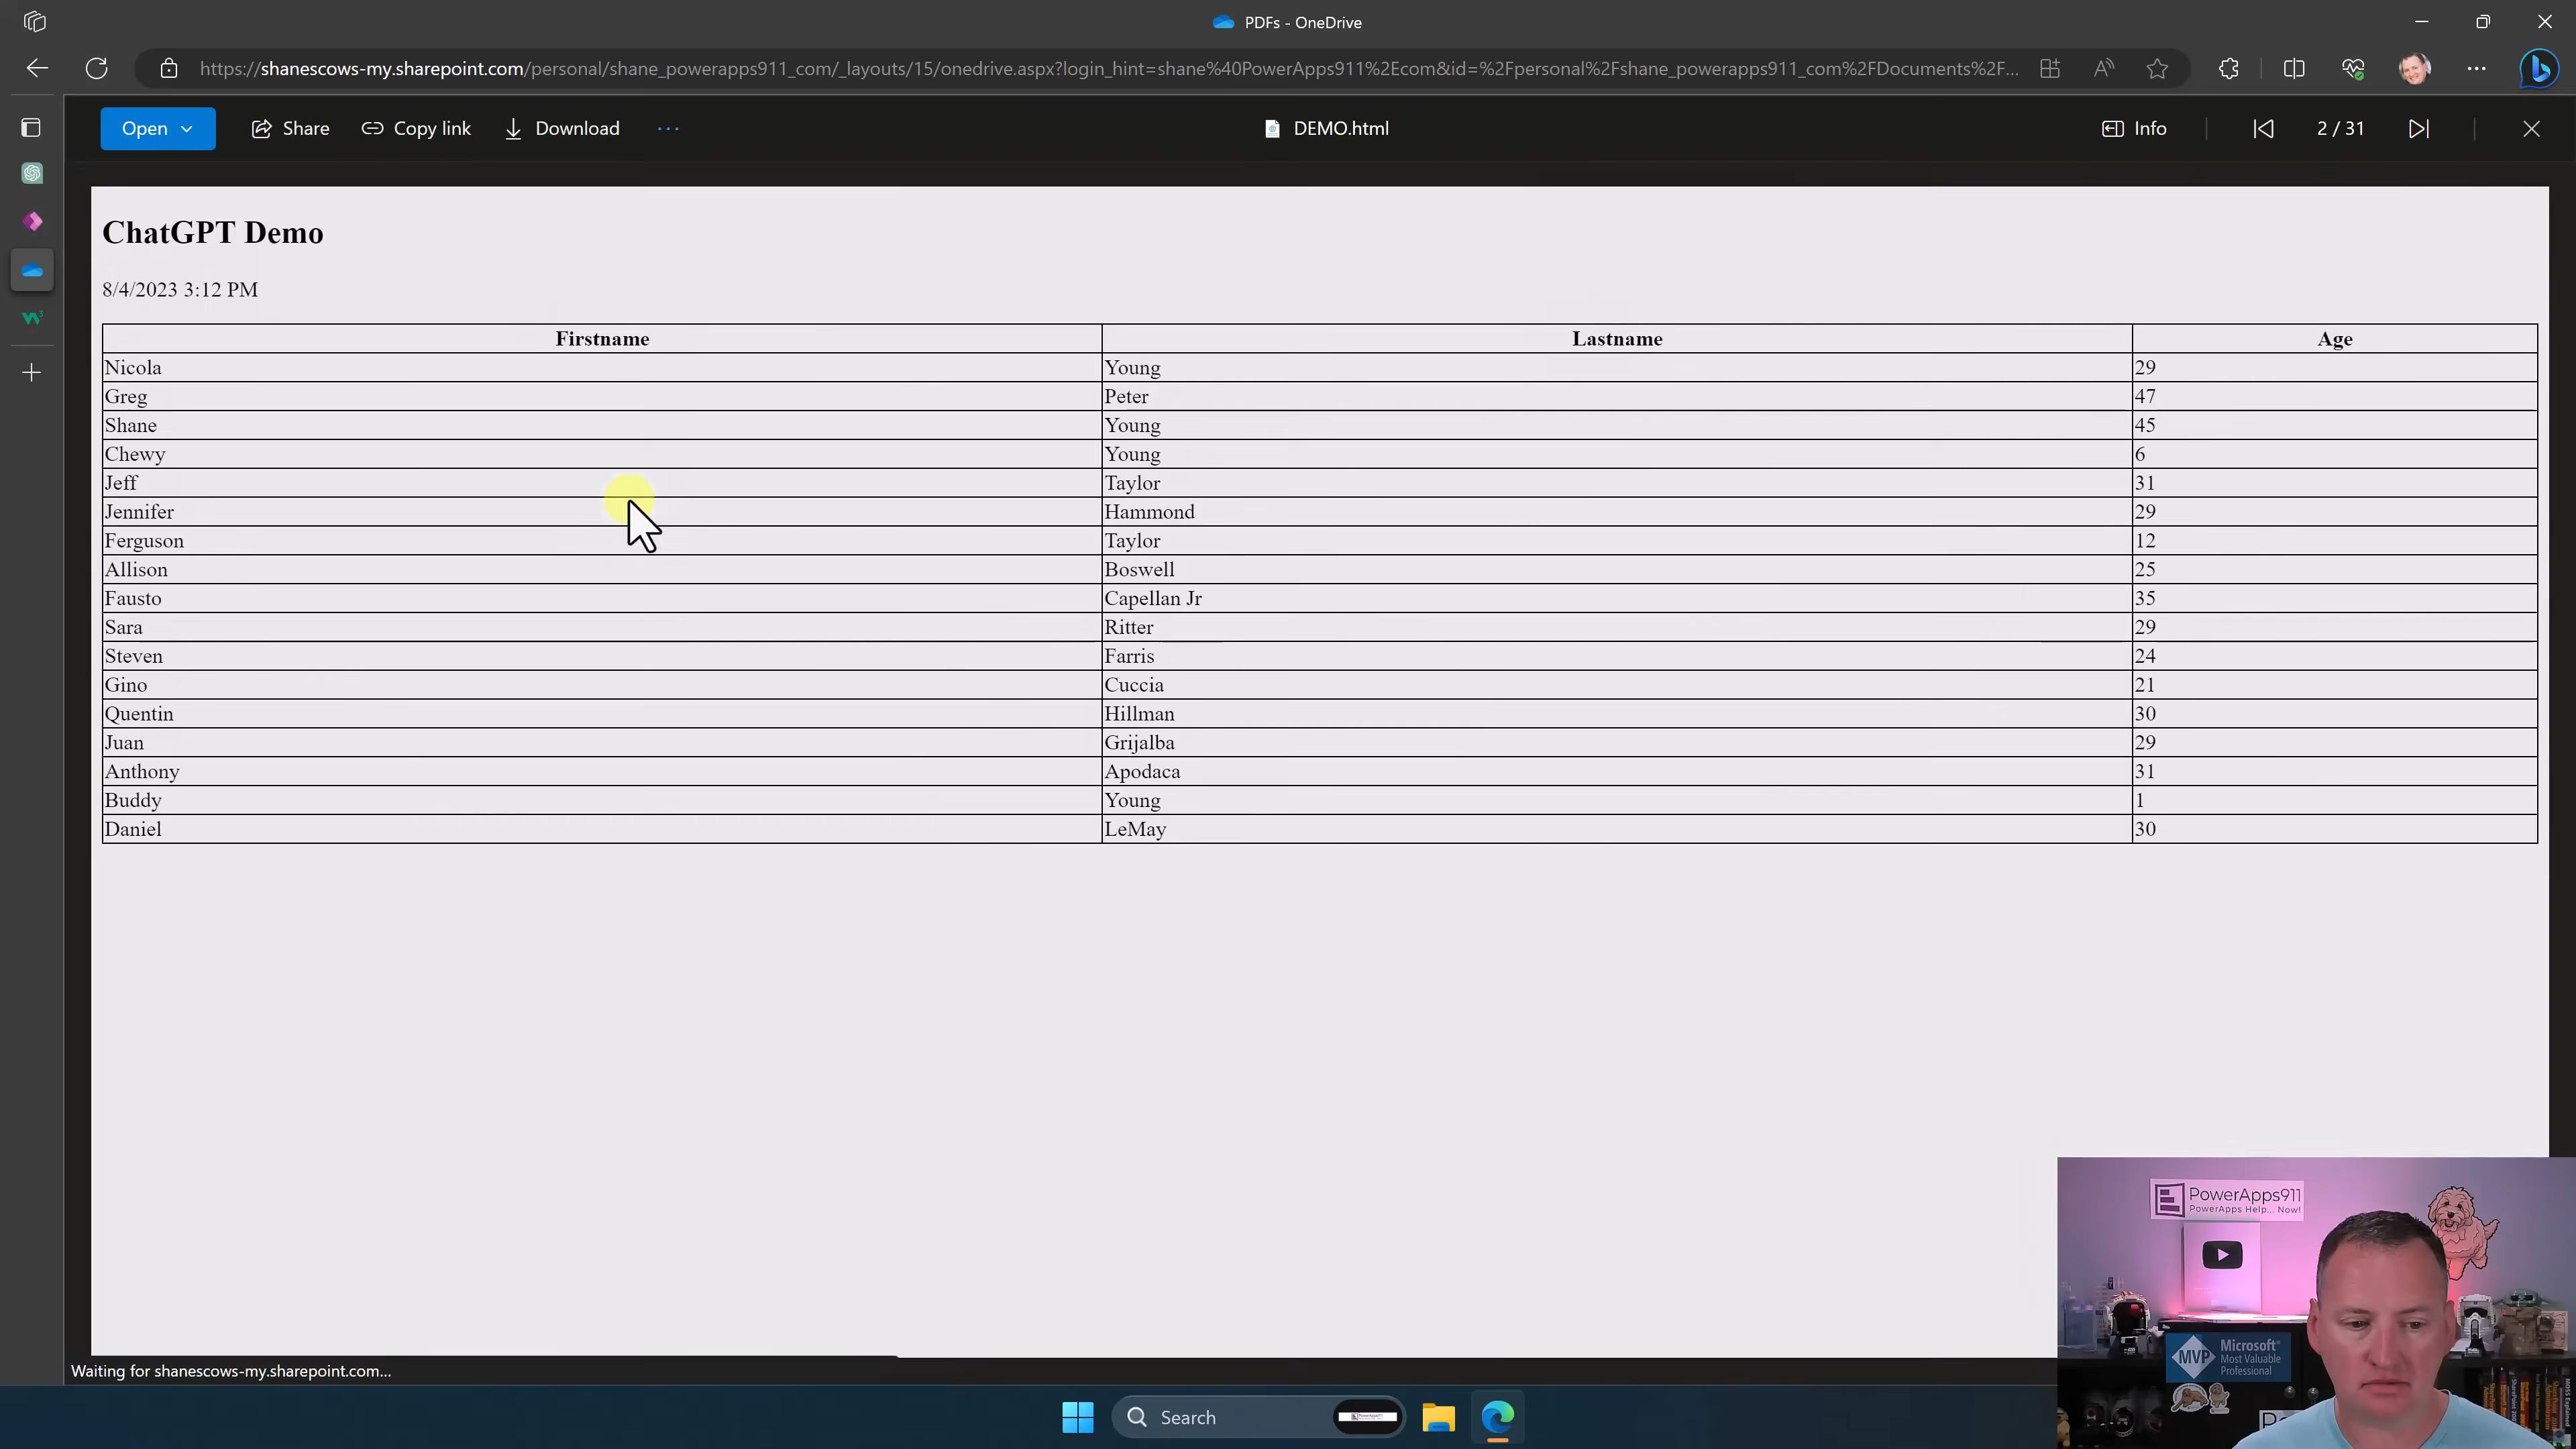 PDFs - OneDrive
https://shanescows-my.sharepoint.com/personal/shane_powerapps911_com/_layouts/15/onedrive.aspx?login_hint=shane%40PowerApps911%2Ecom&id=%2Fpersonal%2Fshane_powerapps911_com%2FDocuments%2F...
Open Share Copy link Download ... DEMO.html Info 2 / 31
ChatGPT Demo
8/4/2023 3:12 PM
Firstname Lastname Age
Nicola Young 29
Greg Peter 47
Shane Young 45
Chewy Young 6
Jeff Taylor 31
Jennifer Hammond 29
Ferguson Taylor 12
Allison Boswell 25
Fausto Capellan Jr 35
Sara Ritter 29
Steven Farris 24
Gino Cuccia 21
Quentin Hillman 30
Juan Grijalba 29
Anthony Apodaca 31
Buddy Young 1
Daniel LeMay 30
PowerApps911
PowerApps Help... Now!
MVP Microsoft®
Most Valuable
Professional
Waiting for shanescows-my.sharepoint.com...
Search